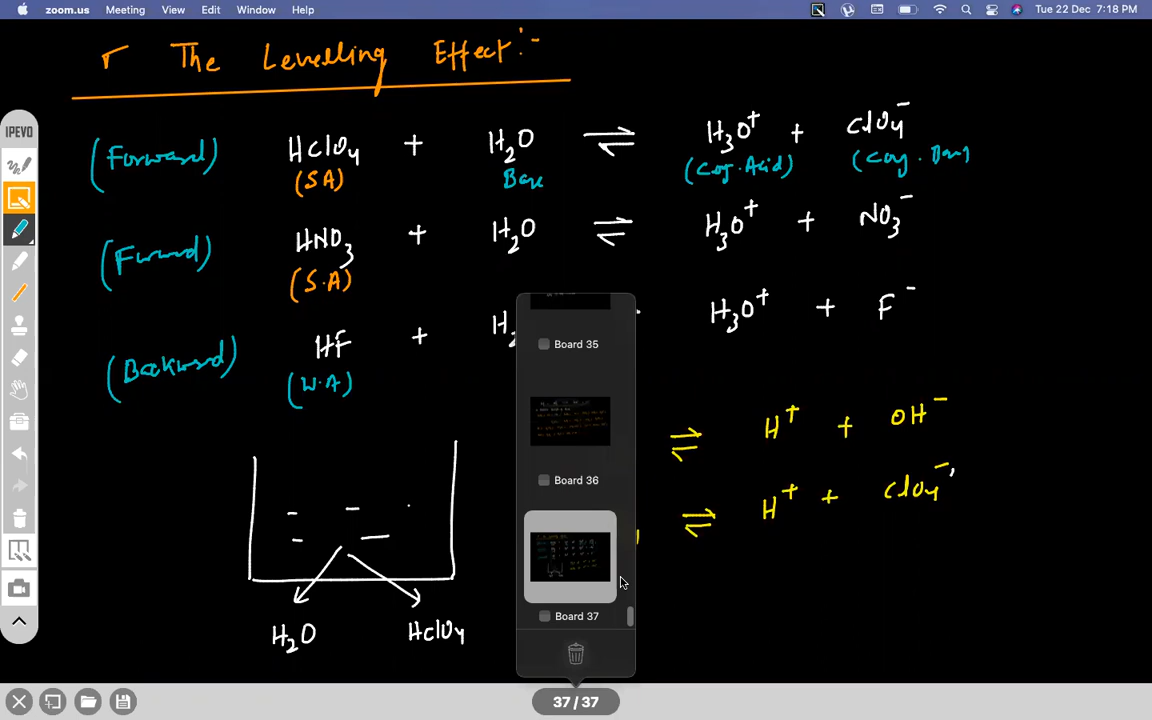 zoom.us Meeting View Edit Window Help Tue 22 Dec 7:18 PM
The Levelling Effect:-
IPEVO
(Forward) HClO₄ + H₂O ⇌ H₃O⁺ + ClO₄⁻
(SA) Base (Coj. Acid) (Coj. Base)
(Forward) HNO₃ + H₂O ⇌ H₃O⁺ + NO₃⁻
(S.A)
(Backward) HF + H₃O⁺ + F⁻
(W.A)
Board 35
⇌ H⁺ + OH⁻
Board 36
⇌ H⁺ + ClO₄⁻
Board 37
H₂O HClO₄
37 / 37